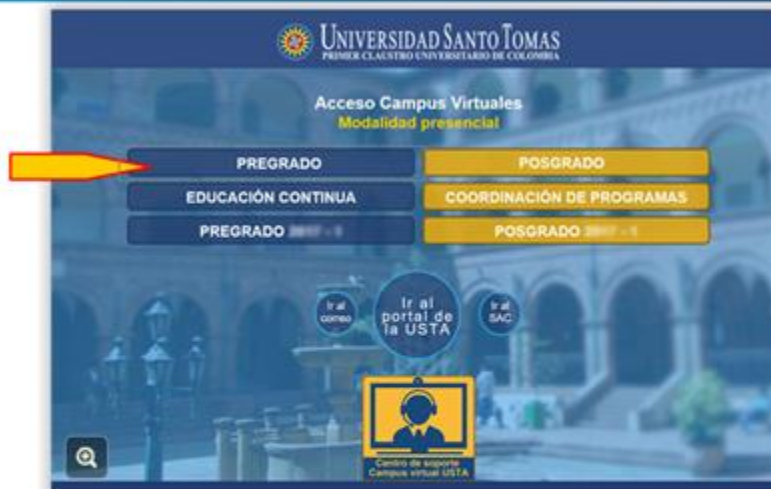 UNIVERSIDAD SANTO TOMAS
PRIMER CLAUSTRO UNIVERSITARIO DE COLOMBIA
Acceso Campus Virtuales
Modalidad presencial
PREGRADO
POSGRADO
EDUCACIÓN CONTINUA
COORDINACIÓN DE PROGRAMAS
PREGRADO
POSGRADO
Ir al
correo
Ir al
portal de
la USTA
Ir al
SAC
Centro de soporte
Campus virtual USTA